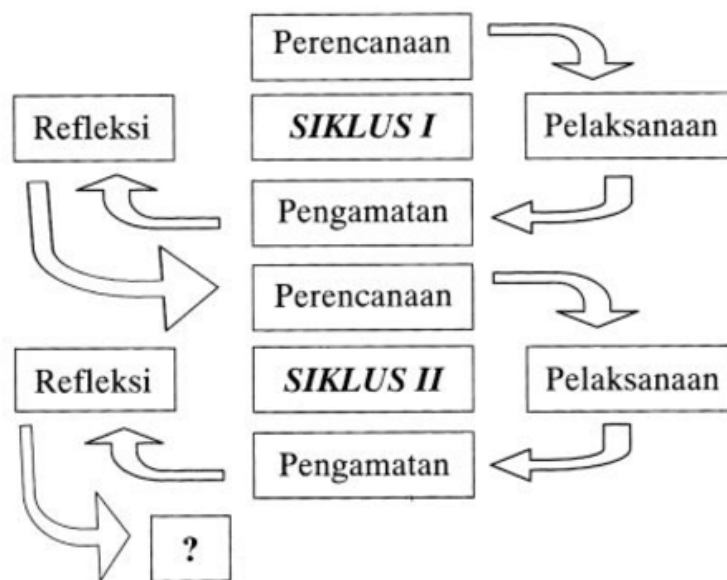 Perencanaan
Refleksi
SIKLUS I
Pelaksanaan
Pengamatan
Perencanaan
Refleksi
SIKLUS II
Pelaksanaan
Pengamatan
?